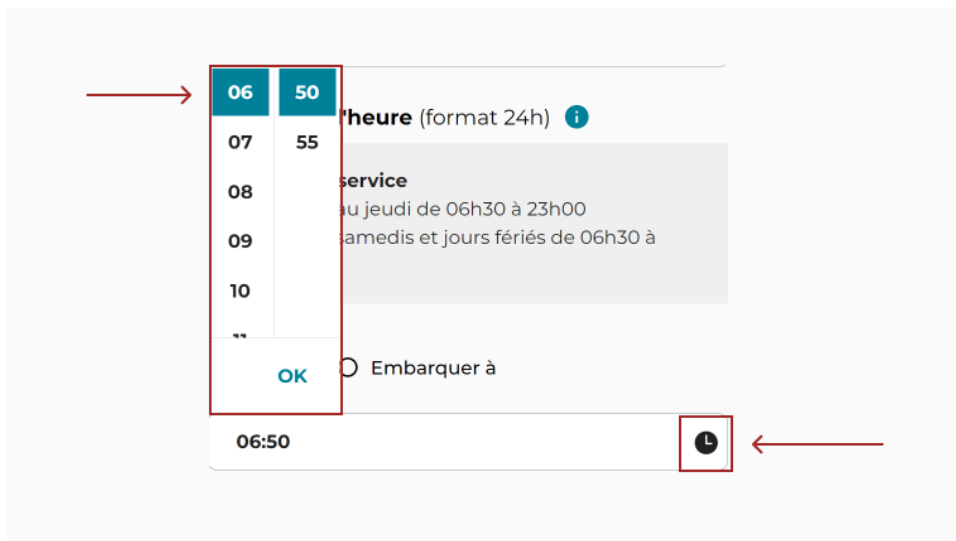 06 50
'heure (format 24h) i
07 55
service
08
au jeudi de 06h30 à 23h00
09
samedis et jours fériés de 06h30 à
10
Embarquer à
OK
06:50